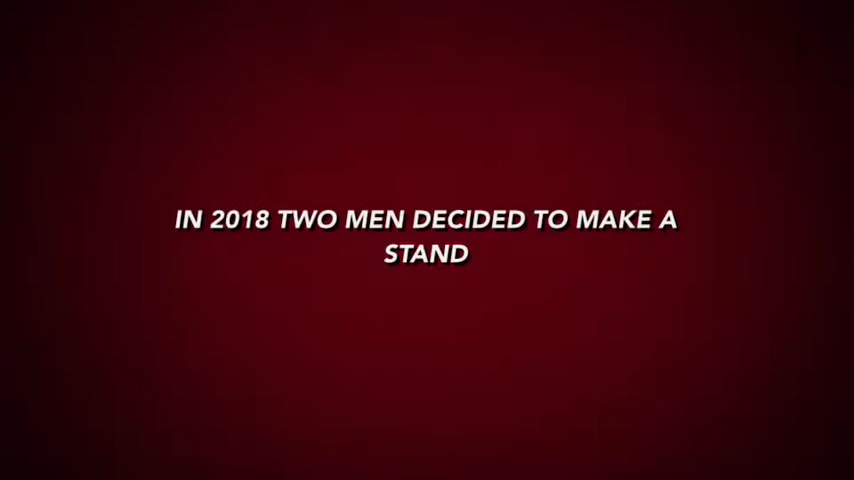 IN 2018 TWO MEN DECIDED TO MAKE A
STAND